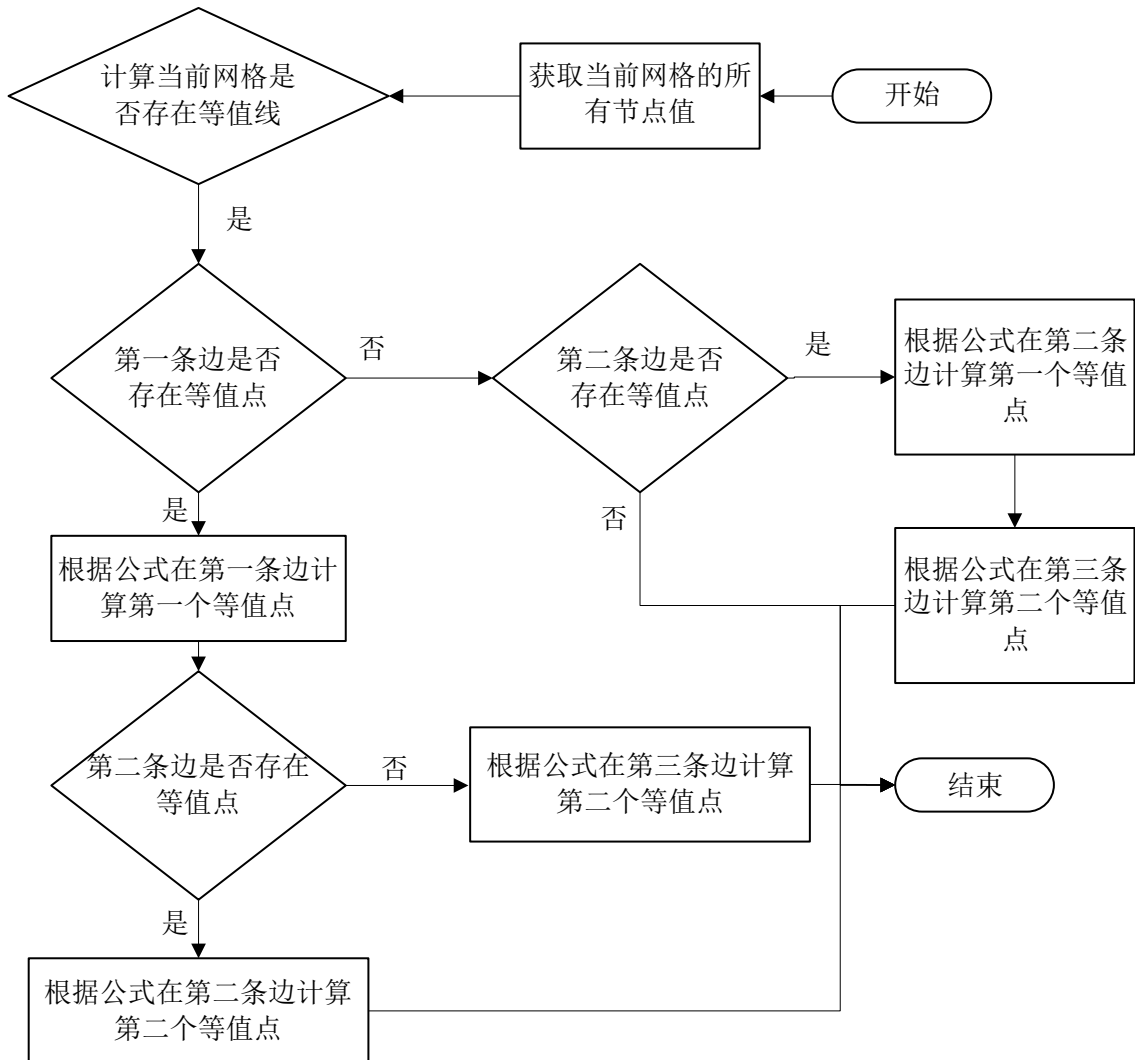 开始
获取当前网格的所
有节点值
计算当前网格是
否存在等值线
是
第一条边是否
存在等值点
否
第二条边是否
存在等值点
是
根据公式在第二条
边计算第一个等值
点
是
否
根据公式在第一条边计
算第一个等值点
根据公式在第三条
边计算第二个等值
点
第二条边是否存在
等值点
否
根据公式在第三条边计算
第二个等值点
结束
是
根据公式在第二条边计算
第二个等值点